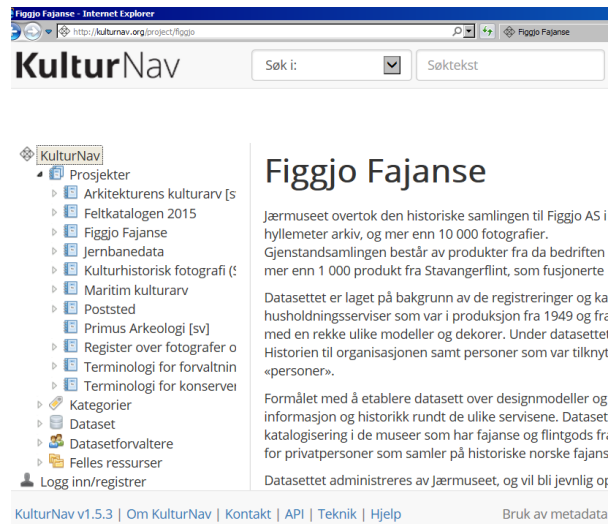 Figgjo Fajanse - Internet Explorer
http://kulturnav.org/project/figgjo
Figgjo Fajanse
KulturNav
Søk i:
Søktekst
KulturNav
Prosjekter
Arkitekturens kulturarv [s
Feltkatalogen 2015
Figgjo Fajanse
Jernbanedata
Kulturhistorisk fotografi (
Maritim kulturarv
Poststed
Primus Arkeologi [sv]
Register over fotografer o
Terminologi for forvaltnin
Terminologi for konserver
Kategorier
Dataset
Datasetforvaltere
Felles ressurser
Logg inn/registrer
Figgjo Fajanse
Jærmuseet overtok den historiske samlingen til Figgjo AS i
hyllemeter arkiv, og mer enn 10 000 fotografier.
Gjenstandsamlingen består av produkter fra da bedriften
mer enn 1 000 produkt fra Stavangerflint, som fusjonerte
Datasettet er laget på bakgrunn av de registreringer og ka
husholdningsserviser som var i produksjon fra 1949 og fra
med en rekke ulike modeller og dekorer. Under datasettet
Historien til organisasjonen samt personer som var tilknyt
«personer».
Formålet med å etablere datasett over designmodeller og
informasjon og historikk rundt de ulike servisene. Dataset
katalogisering i de museer som har fajanse og flintgods fra
for privatpersoner som samler på historiske norske fajans
Datasettet administreres av Jærmuseet, og vil bli jevnlig op
KulturNav v1.5.3 | Om KulturNav | Kontakt | API | Teknik | Hjelp
Bruk av metadata